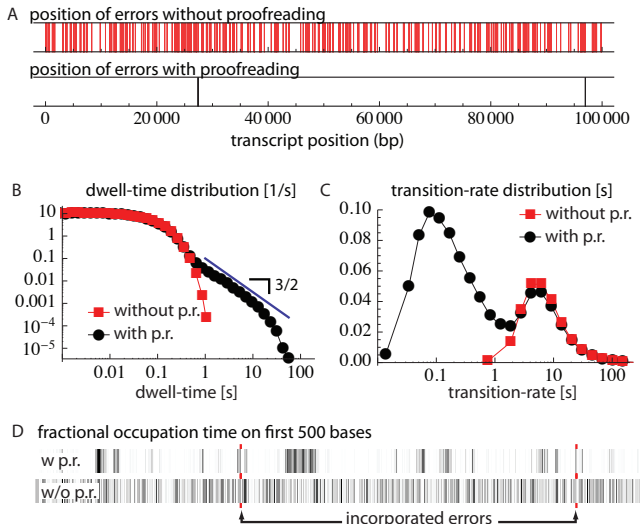 A
position of errors without proofreading
position of errors with proofreading
0 20 000 40 000 60 000 80 000 100 000
transcript position (bp)
B dwell-time distribution [1/s]
10
1
0.1
0.01
0.001
10-4
10-5
3/2
without p.r.
with p.r.
0.01 0.1 1 10 100
dwell-time [s]
C transition-rate distribution [s]
0.10
0.08
0.06
0.04
0.02
0.00
without p.r.
with p.r.
0.1 1 10 100
transition-rate [s]
D fractional occupation time on first 500 bases
w p.r.
w/o p.r.
incorporated errors